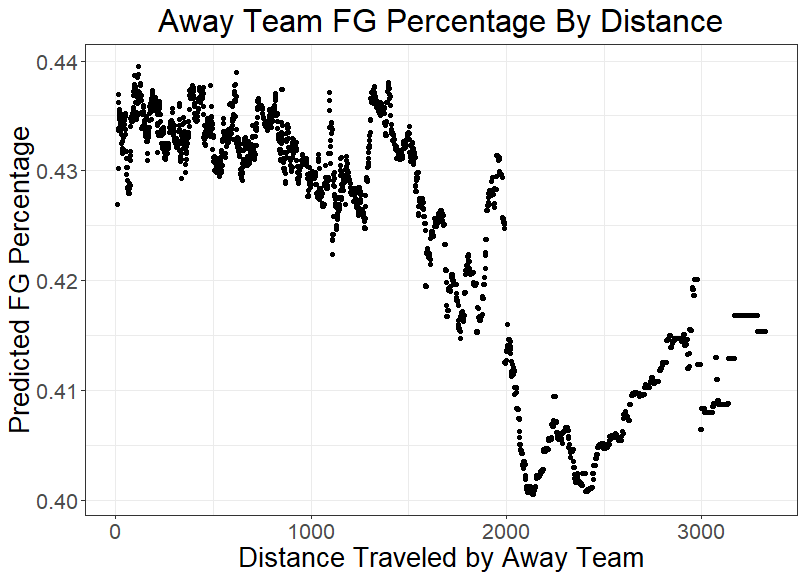 Away Team FG Percentage By Distance
Predicted FG Percentage
0.44
0.43
0.42
0.41
0.40
0 1000 2000 3000
Distance Traveled by Away Team